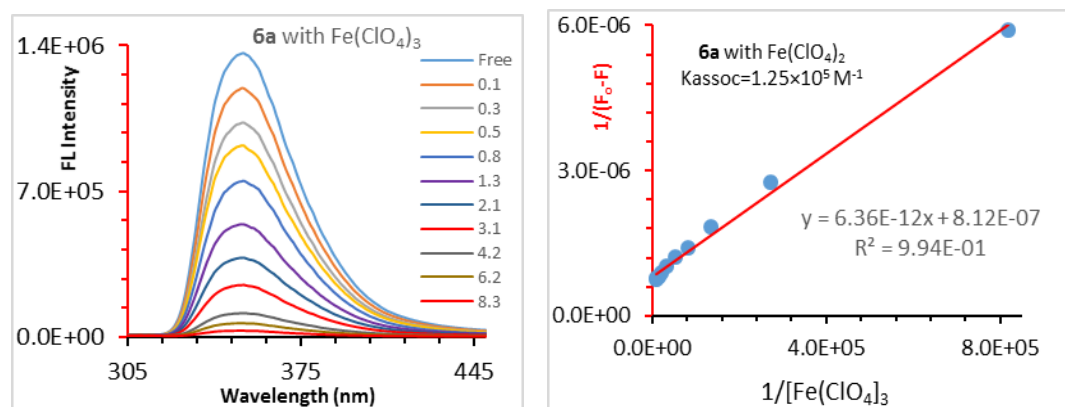 6a with Fe(ClO₄)₃
1.4E+06
7.0E+05
0.0E+00
FL Intensity
305
375
445
Wavelength (nm)
Free
0.1
0.3
0.5
0.8
1.3
2.1
3.1
4.2
6.2
8.3
6.0E-06
3.0E-06
0.0E+00
1/(Fₒ-F)
6a with Fe(ClO₄)₂
Kassoc=1.25×10⁵ M⁻¹
y = 6.36E-12x + 8.12E-07
R² = 9.94E-01
0.0E+00
4.0E+05
8.0E+05
1/[Fe(ClO₄]₃